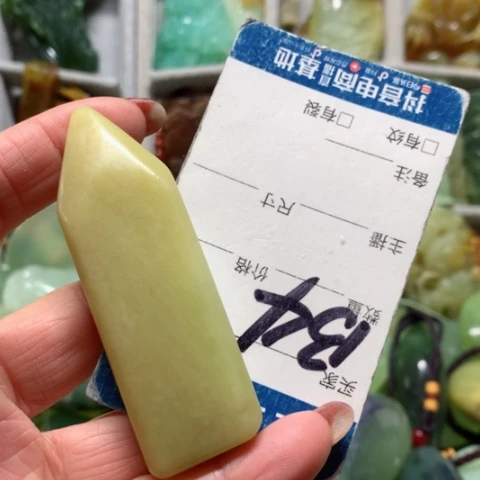 抖音电商直播基地
□有纹 □有裂
备注
主播 尺寸
数量 价格
买家
134